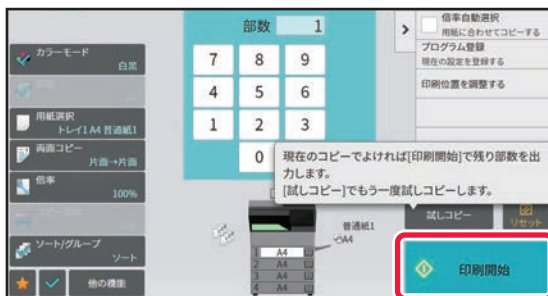 カラーモード
白黒
用紙選択
トレイ1 A4 普通紙1
両面コピー
片面→片面
倍率
100%
ソート/グループ
ソート
他の機能
部数 1
7 8 9
4 5 6
1 2 3
0
倍率自動選択
用紙に合わせてコピーする
プログラム登録
現在の設定を登録する
印刷位置を調整する
現在のコピーでよければ[印刷開始]で残り部数を出
力します。
[試しコピー]でもう一度試しコピーします。
試しコピー
リセット
普通紙1
A4
1 A4
2 A4
3 A4
4 A4
印刷開始